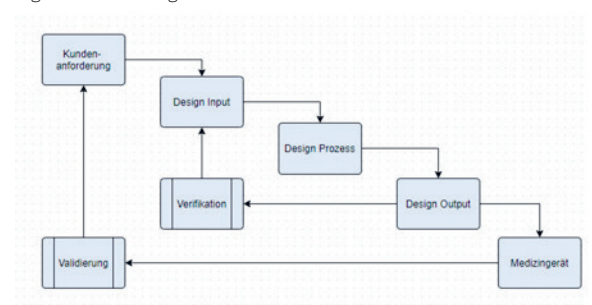 Kunden-
anforderung
Design Input
Design Prozess
Verifikation
Design Output
Validierung
Medizingerät